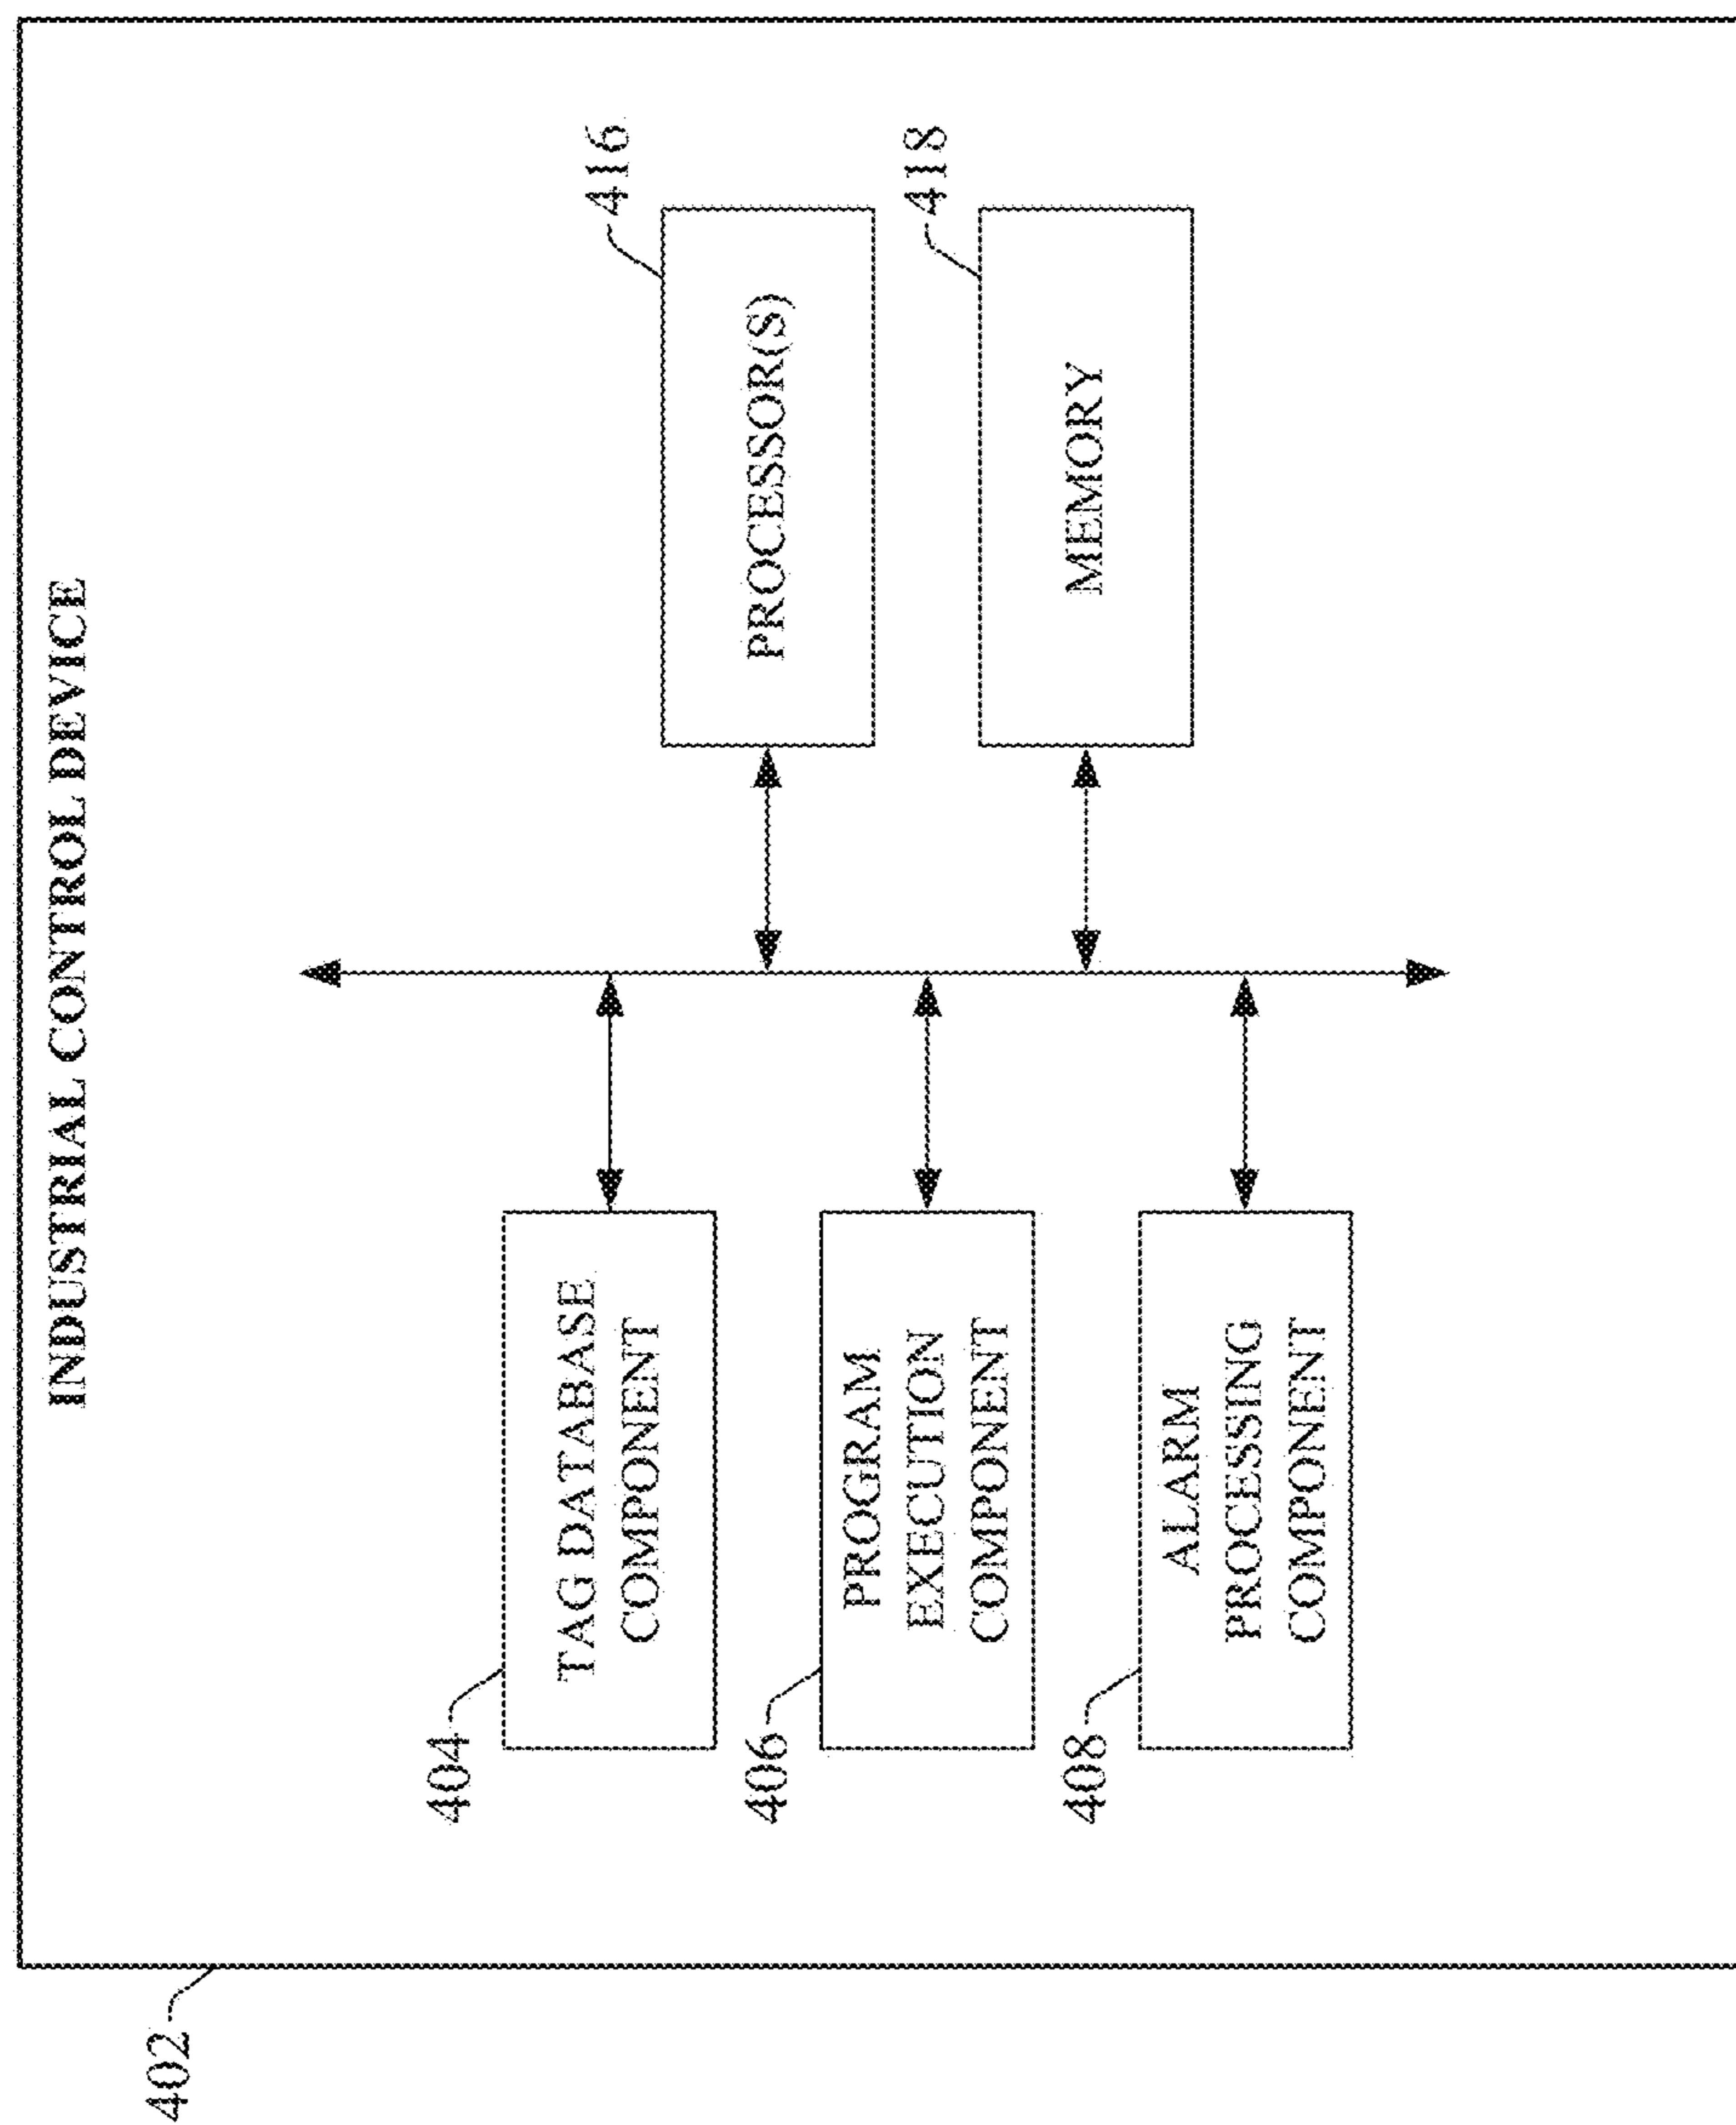 402
INDUSTRIAL CONTROL DEVICE
404
TAG DATABASE
COMPONENT
406
PROGRAM
EXECUTION
COMPONENT
408
ALARM
PROCESSING
COMPONENT
416
PROCESSOR(S)
418
MEMORY